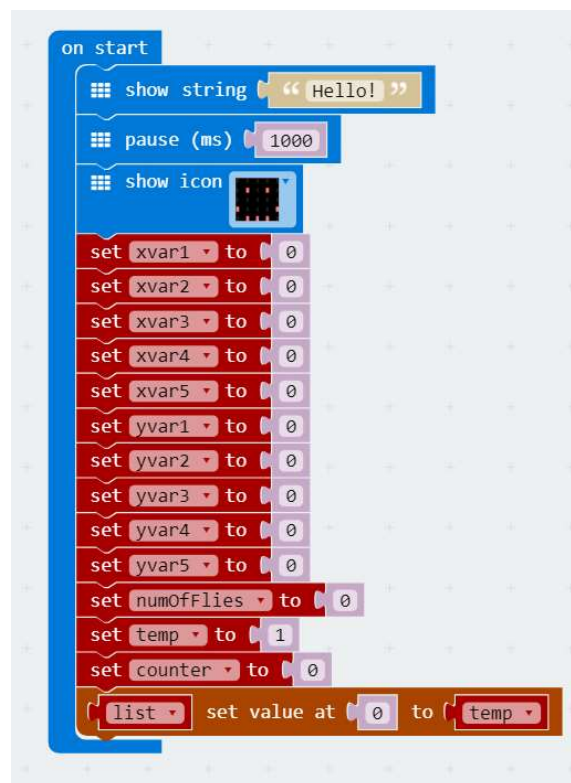 on start
show string “ Hello! ”
pause (ms) 1000
show icon
set xvar1 to 0
set xvar2 to 0
set xvar3 to 0
set xvar4 to 0
set xvar5 to 0
set yvar1 to 0
set yvar2 to 0
set yvar3 to 0
set yvar4 to 0
set yvar5 to 0
set numOfFlies to 0
set temp to 1
set counter to 0
list set value at 0 to temp